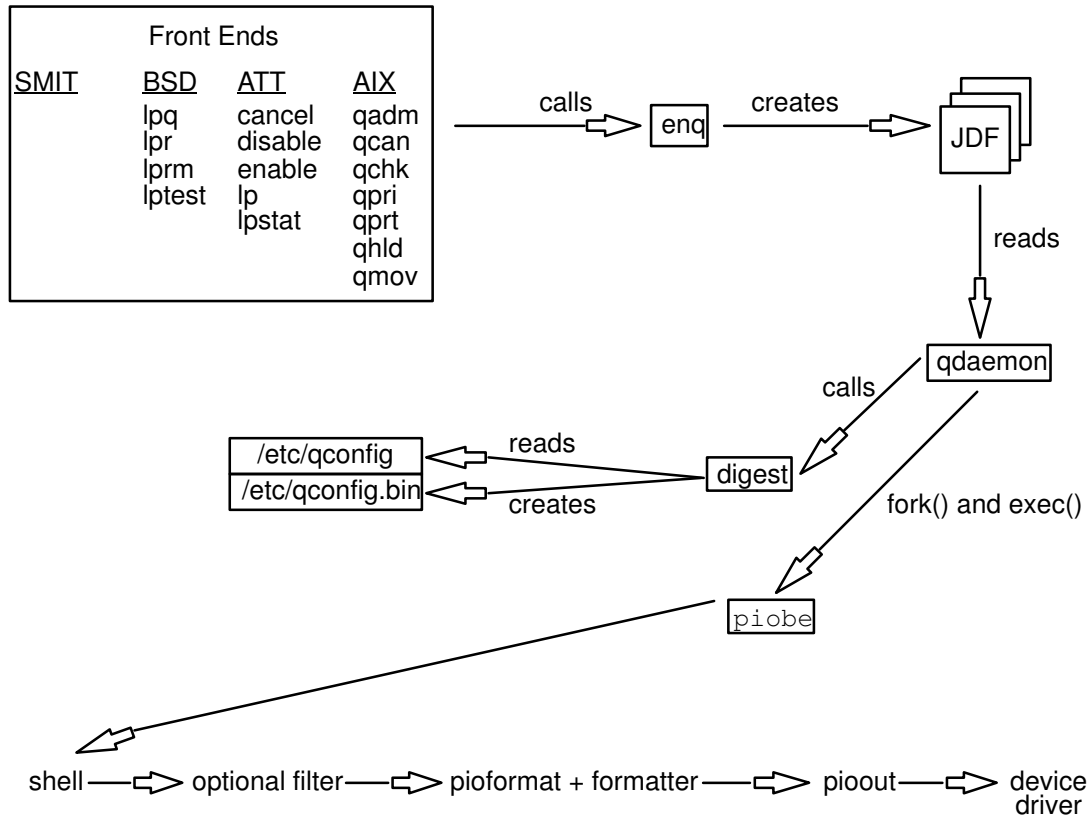 Front Ends
SMIT BSD ATT AIX
lpq cancel qadm
lpr disable qcan
lprm enable qchk
lptest lp qpri
lpstat qprt
qhld
qmov
calls
enq
creates
JDF
reads
qdaemon
calls
/etc/qconfig
reads
digest
/etc/qconfig.bin
creates
fork() and exec()
piobe
shell optional filter pioformat + formatter pioout device
driver